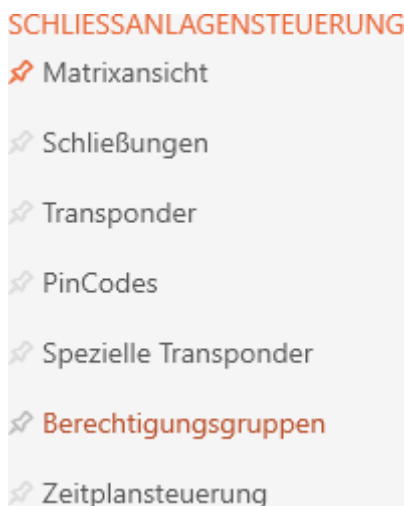 SCHLIESSANLAGENSTEUERUNG
Matrixansicht
Schließungen
Transponder
PinCodes
Spezielle Transponder
Berechtigungsgruppen
Zeitplansteuerung